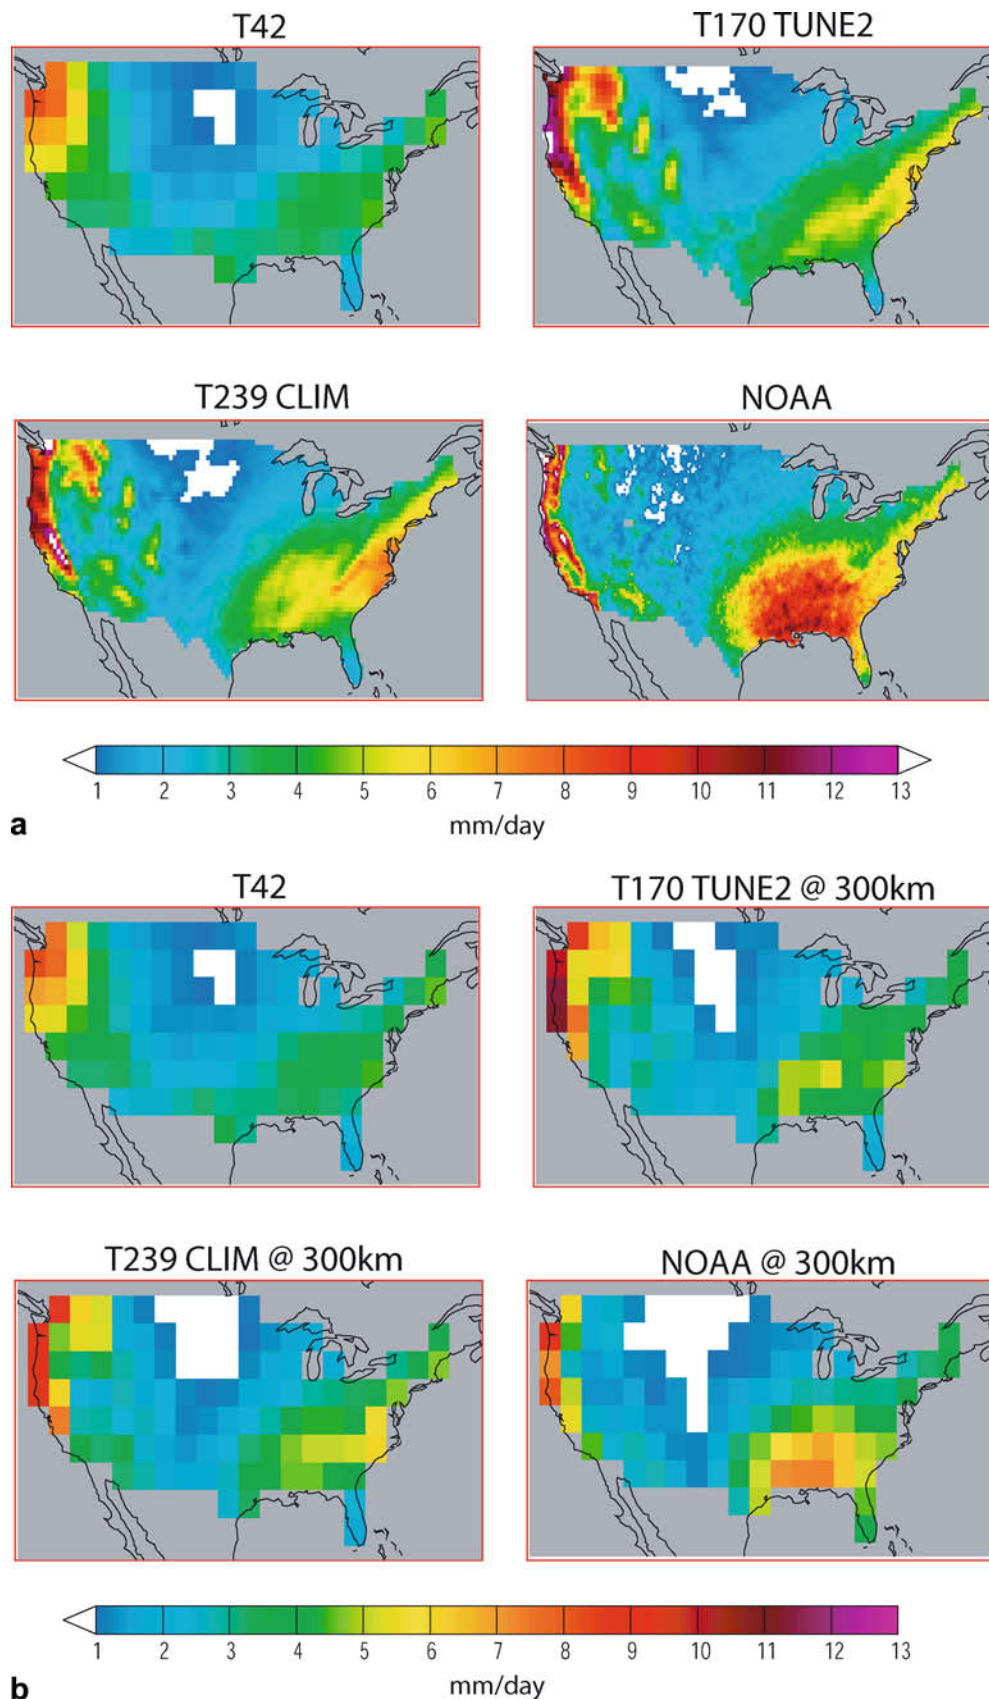 T42 T170 TUNE2
T239 CLIM NOAA
1 2 3 4 5 6 7 8 9 10 11 12 13
a mm/day
T42 T170 TUNE2 @ 300km
T239 CLIM @ 300km NOAA @ 300km
1 2 3 4 5 6 7 8 9 10 11 12 13
b mm/day